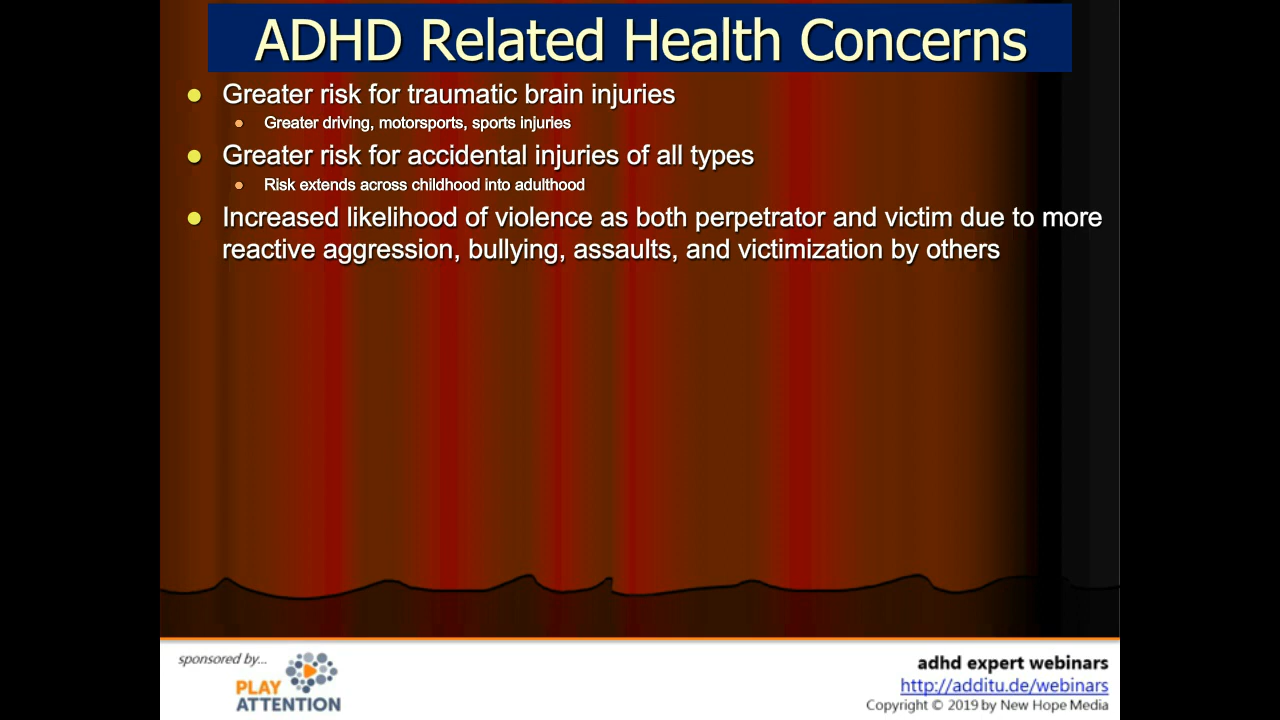 ADHD Related Health Concerns
Greater risk for traumatic brain injuries
Greater driving, motorsports, sports injuries
Greater risk for accidental injuries of all types
Risk extends across childhood into adulthood
Increased likelihood of violence as both perpetrator and victim due to more
reactive aggression, bullying, assaults, and victimization by others
sponsored by...
PLAY
ATTENTION
adhd expert webinars
http://additu.de/webinars
Copyright © 2019 by New Hope Media